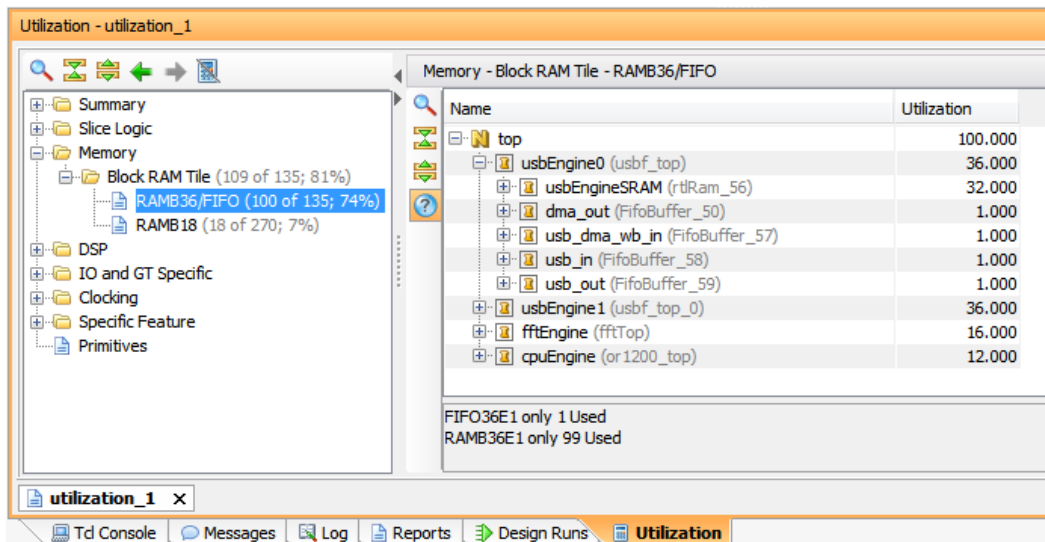 Utilization - utilization_1
Memory - Block RAM Tile - RAMB36/FIFO
Summary
Slice Logic
Memory
Block RAM Tile (109 of 135; 81%)
RAMB36/FIFO (100 of 135; 74%)
RAMB18 (18 of 270; 7%)
DSP
IO and GT Specific
Clocking
Specific Feature
Primitives
Name Utilization
top 100.000
usbEngine0 (usbf_top) 36.000
usbEngineSRAM (rtlRam_56) 32.000
dma_out (FifoBuffer_50) 1.000
usb_dma_wb_in (FifoBuffer_57) 1.000
usb_in (FifoBuffer_58) 1.000
usb_out (FifoBuffer_59) 1.000
usbEngine1 (usbf_top_0) 36.000
fftEngine (fftTop) 16.000
cpuEngine (or1200_top) 12.000
FIFO36E1 only 1 Used
RAMB36E1 only 99 Used
utilization_1 x
Tcl Console Messages Log Reports Design Runs Utilization